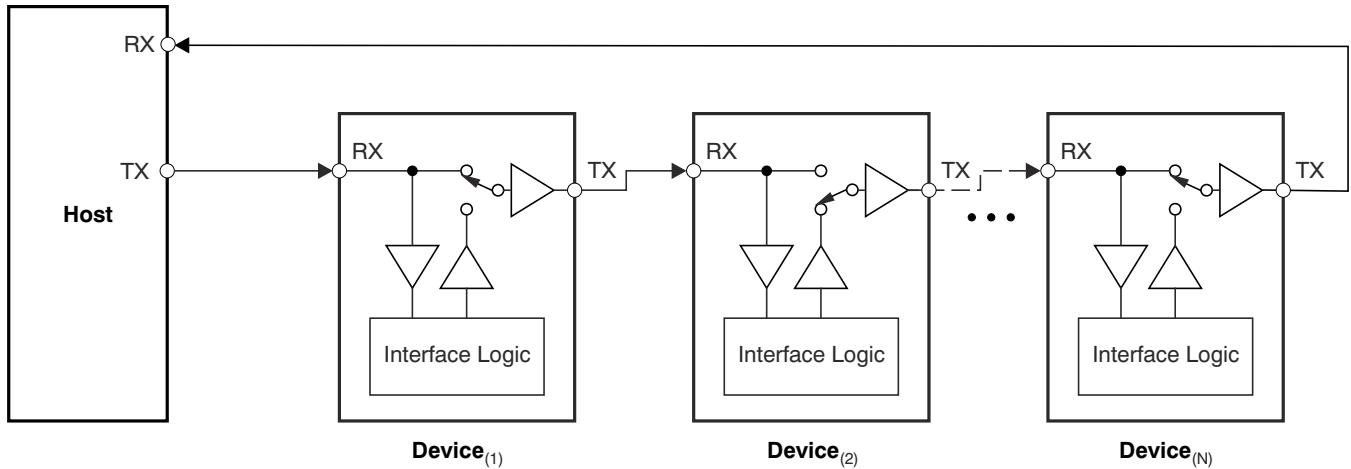 RX
TX
Host
RX
TX
Interface Logic
Device(1)
RX
TX
Interface Logic
Device(2)
RX
TX
Interface Logic
Device(N)